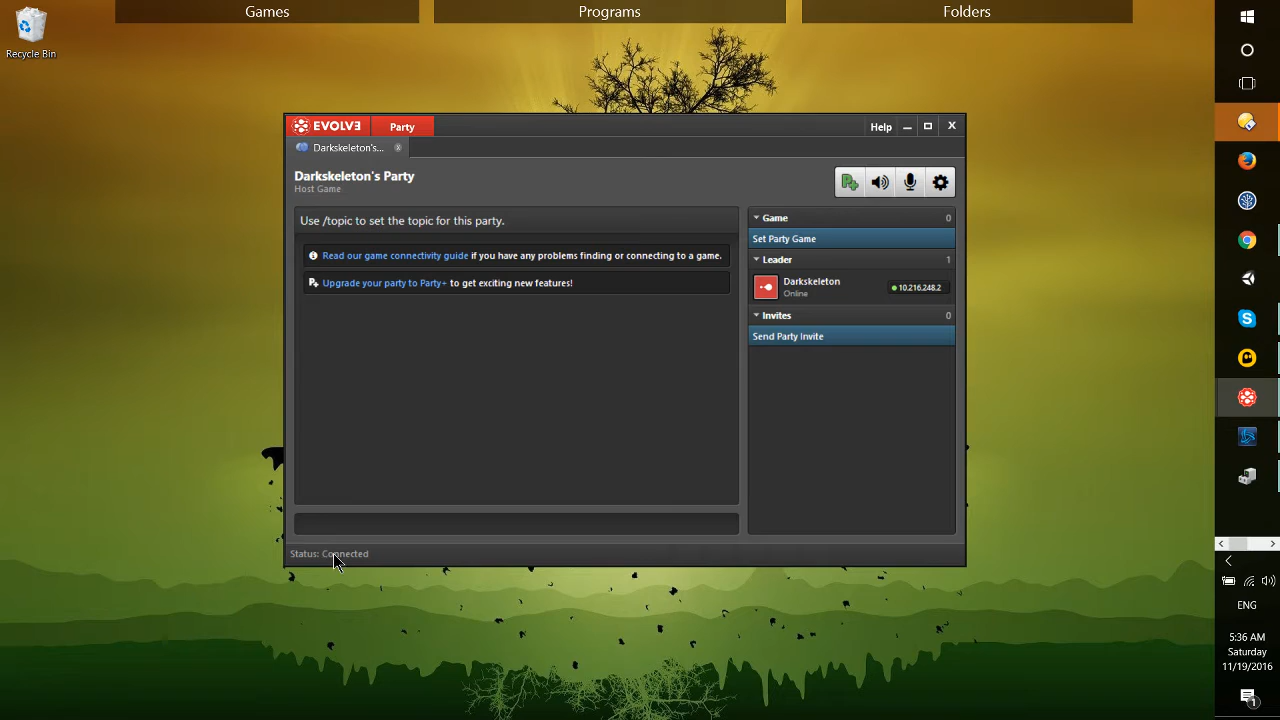 Games
Programs
Folders
Recycle Bin
EVOLVE
Party
Help
Darkskeleton's...
Darkskeleton's Party
Host Game
Use /topic to set the topic for this party.
Read our game connectivity guide if you have any problems finding or connecting to a game.
Upgrade your party to Party+ to get exciting new features!
Game 0
Set Party Game
Leader 1
Darkskeleton
Online
10.216.248.2
Invites 0
Send Party Invite
Status: Connected
ENG
5:36 AM
Saturday
11/19/2016
1